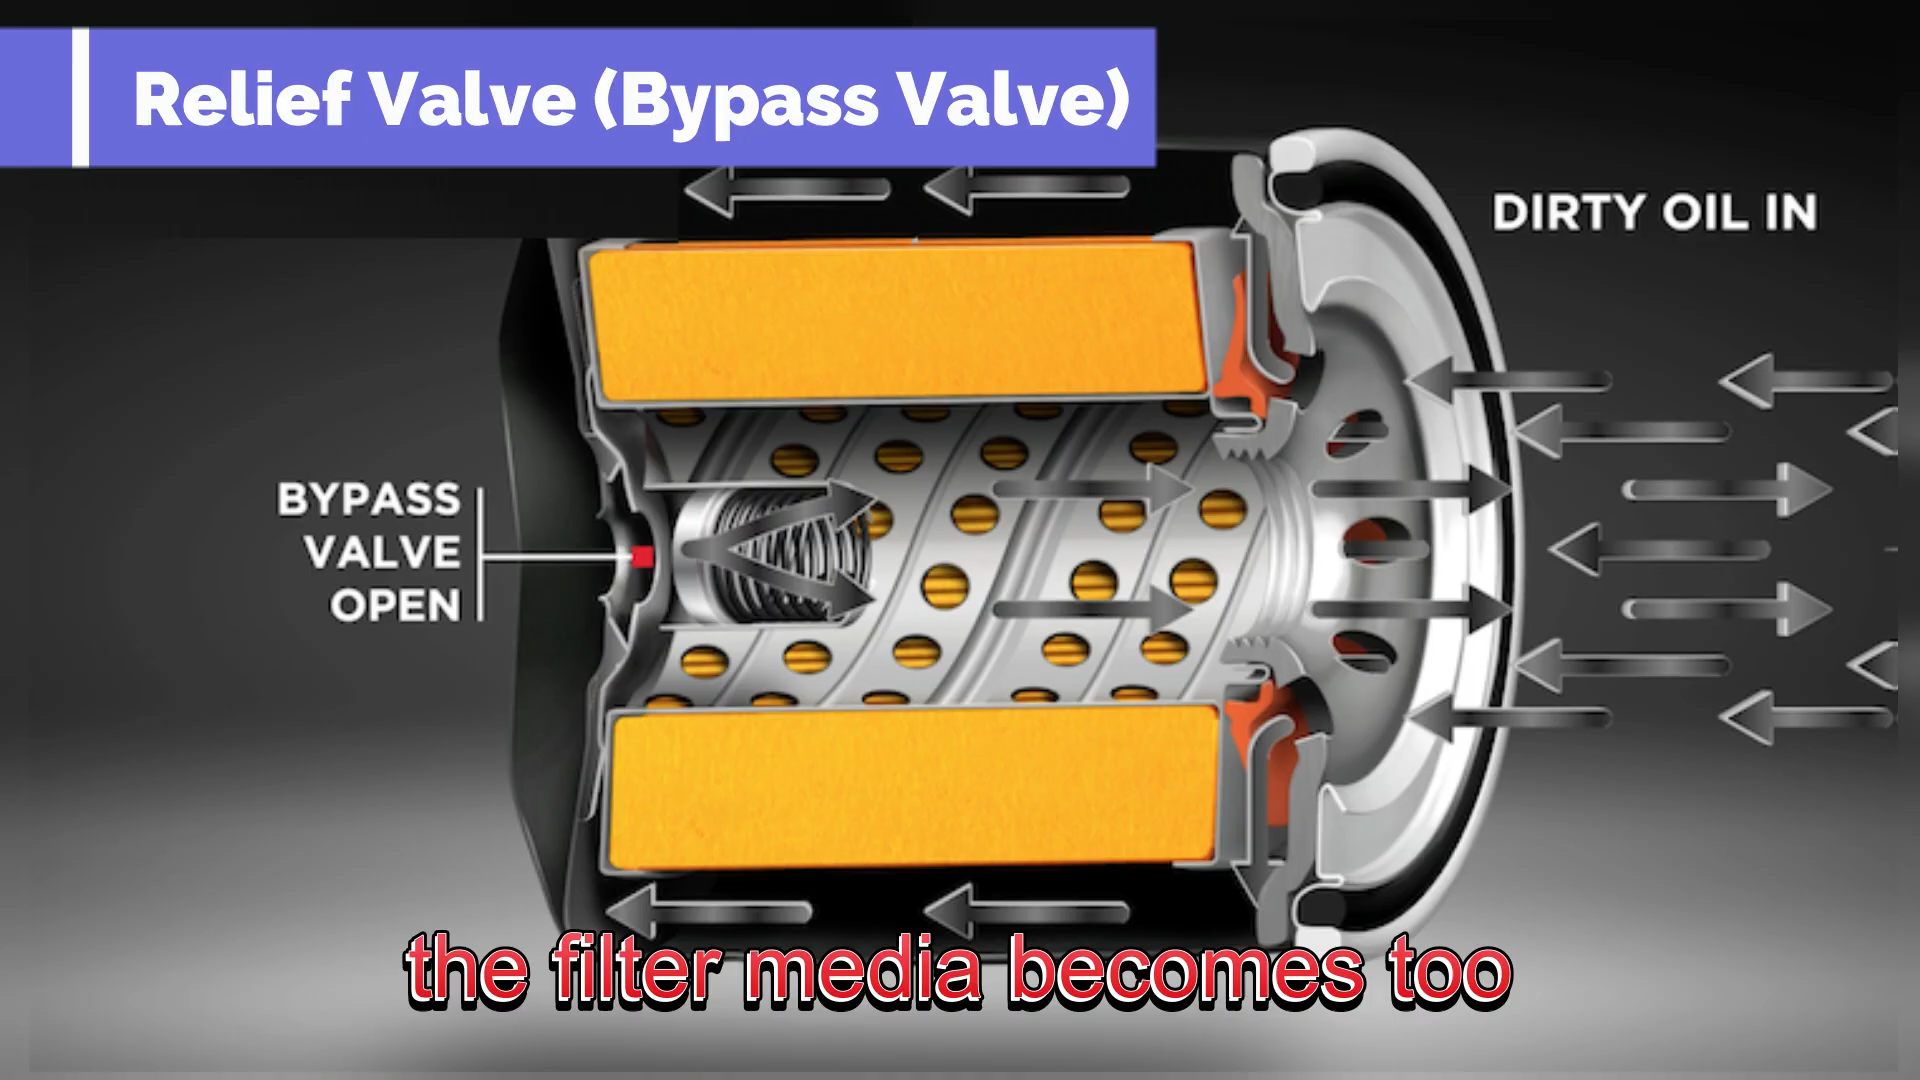 Relief Valve (Bypass Valve)
DIRTY OIL IN
BYPASS
VALVE
OPEN
the filter media becomes too